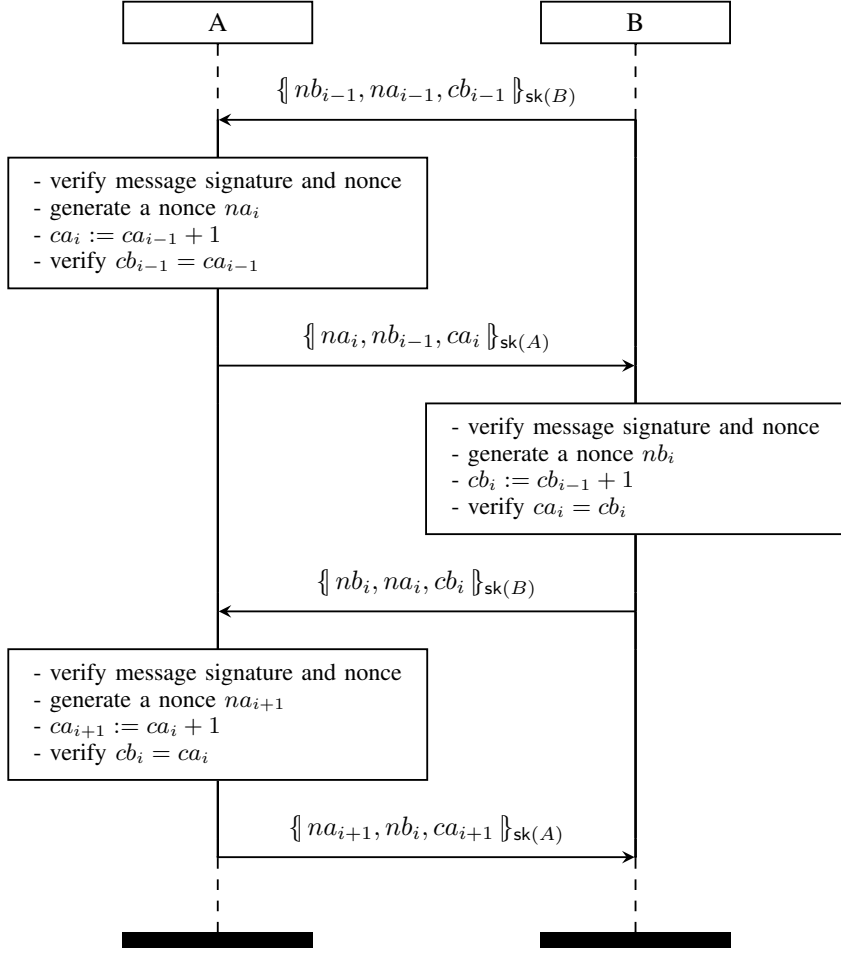 A
B
{| nb_{i−1}, na_{i−1}, cb_{i−1} |}_{sk(B)}
- verify message signature and nonce
- generate a nonce na_i
- ca_i := ca_{i−1} + 1
- verify cb_{i−1} = ca_{i−1}
{| na_i, nb_{i−1}, ca_i |}_{sk(A)}
- verify message signature and nonce
- generate a nonce nb_i
- cb_i := cb_{i−1} + 1
- verify ca_i = cb_i
{| nb_i, na_i, cb_i |}_{sk(B)}
- verify message signature and nonce
- generate a nonce na_{i+1}
- ca_{i+1} := ca_i + 1
- verify cb_i = ca_i
{| na_{i+1}, nb_i, ca_{i+1} |}_{sk(A)}